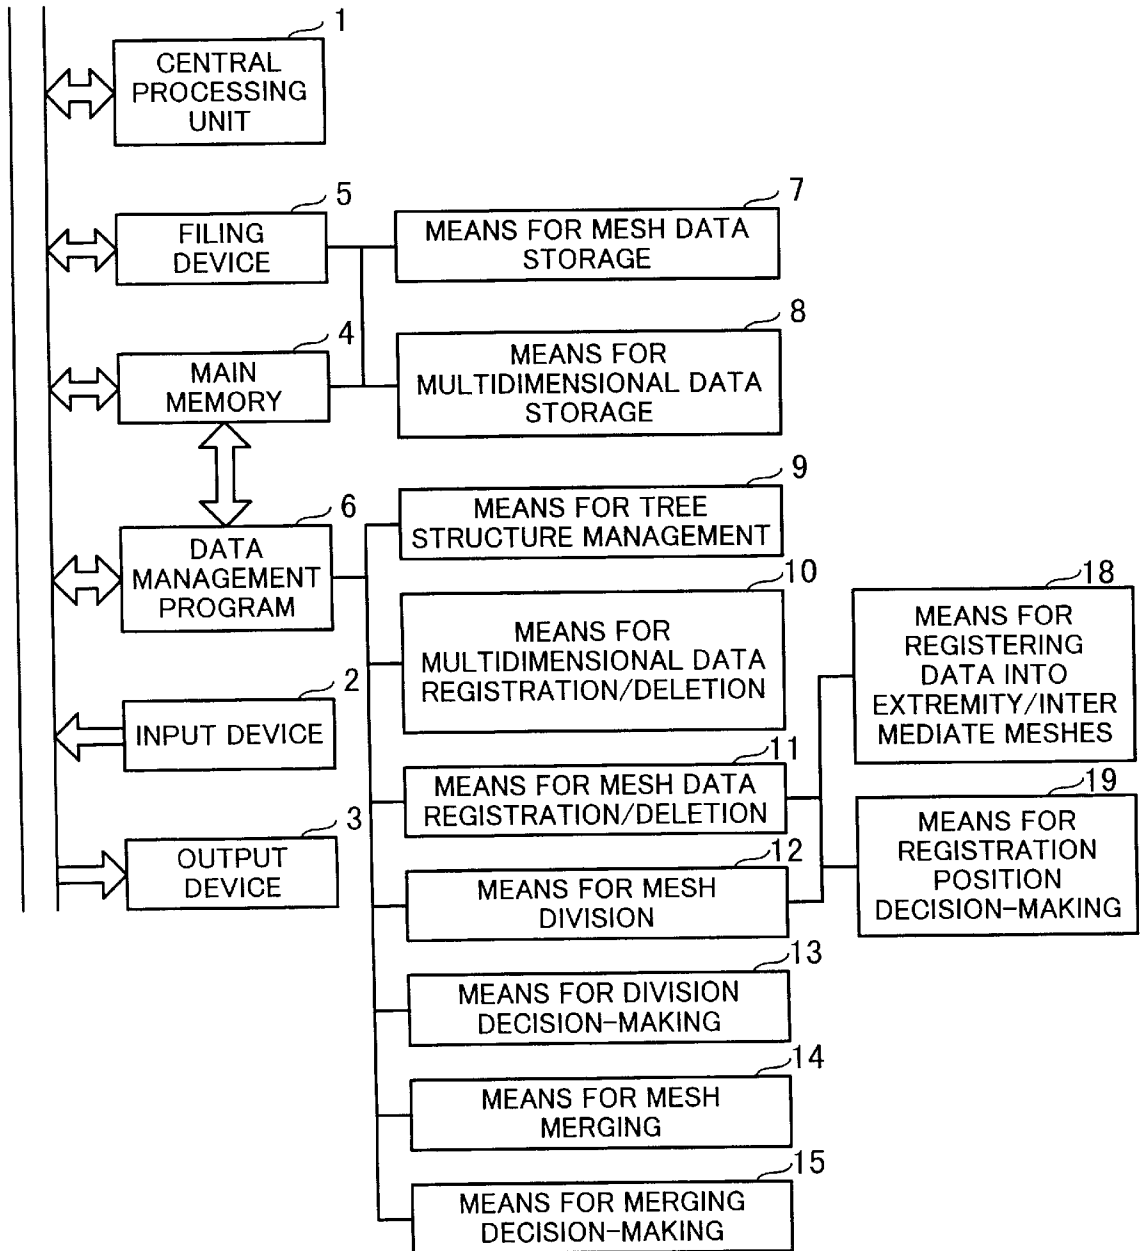 1
CENTRAL
PROCESSING
UNIT
5
FILING
DEVICE
7
MEANS FOR MESH DATA
STORAGE
4
MAIN
MEMORY
8
MEANS FOR
MULTIDIMENSIONAL DATA
STORAGE
6
DATA
MANAGEMENT
PROGRAM
9
MEANS FOR TREE
STRUCTURE MANAGEMENT
10
MEANS FOR
MULTIDIMENSIONAL DATA
REGISTRATION/DELETION
18
MEANS FOR
REGISTERING
DATA INTO
EXTREMITY/INTER
MEDIATE MESHES
2
INPUT DEVICE
11
MEANS FOR MESH DATA
REGISTRATION/DELETION
19
MEANS FOR
REGISTRATION
POSITION
DECISION-MAKING
3
OUTPUT
DEVICE
12
MEANS FOR MESH
DIVISION
13
MEANS FOR DIVISION
DECISION-MAKING
14
MEANS FOR MESH
MERGING
15
MEANS FOR MERGING
DECISION-MAKING